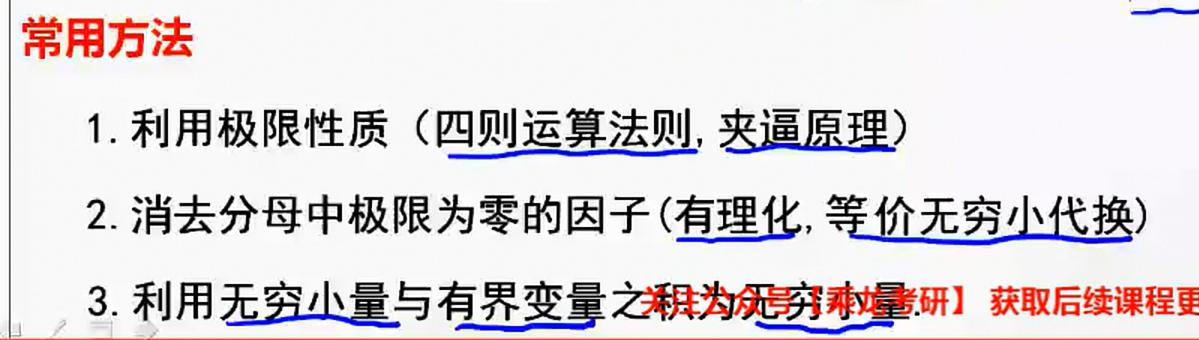 常用方法
1. 利用极限性质（四则运算法则, 夹逼原理）
2. 消去分母中极限为零的因子(有理化, 等价无穷小代换)
3. 利用无穷小量与有界变量之积为无穷小量.
关注公众号【乘龙考研】 获取后续课程更